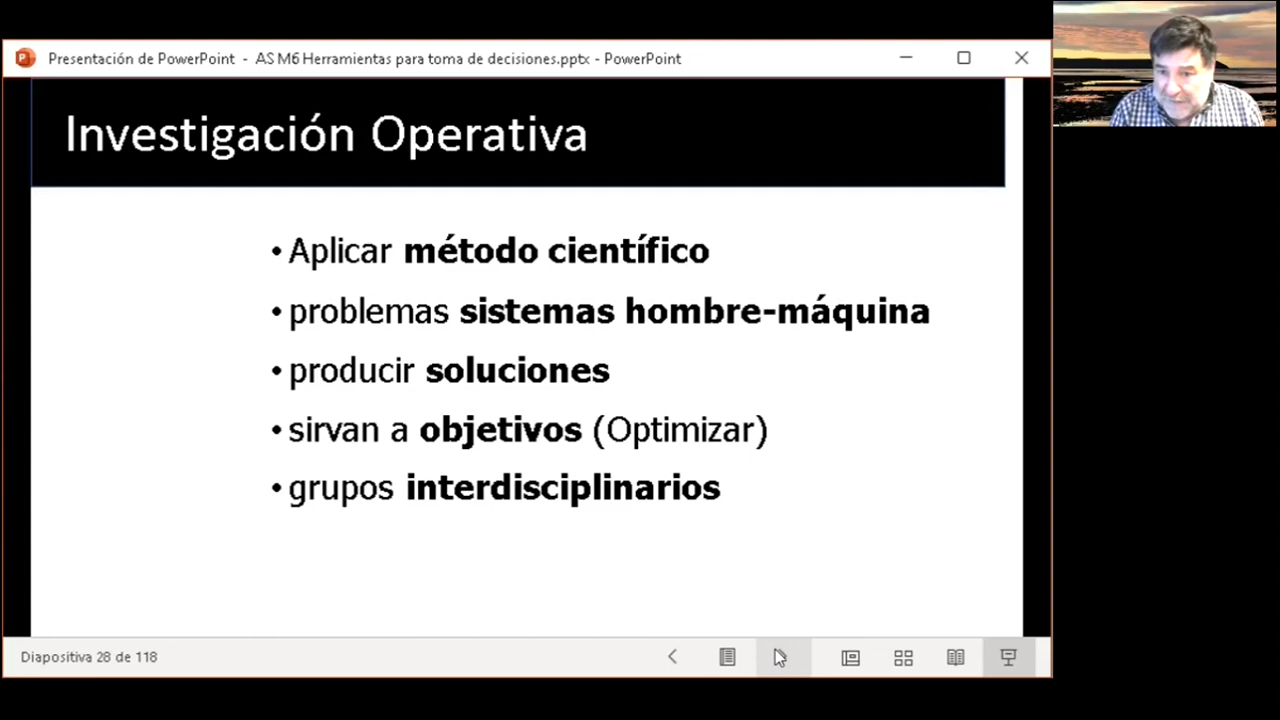 Presentación de PowerPoint - AS M6 Herramientas para toma de decisiones.pptx - PowerPoint
Investigación Operativa
• Aplicar método científico
• problemas sistemas hombre-máquina
• producir soluciones
• sirvan a objetivos (Optimizar)
• grupos interdisciplinarios
Diapositiva 28 de 118